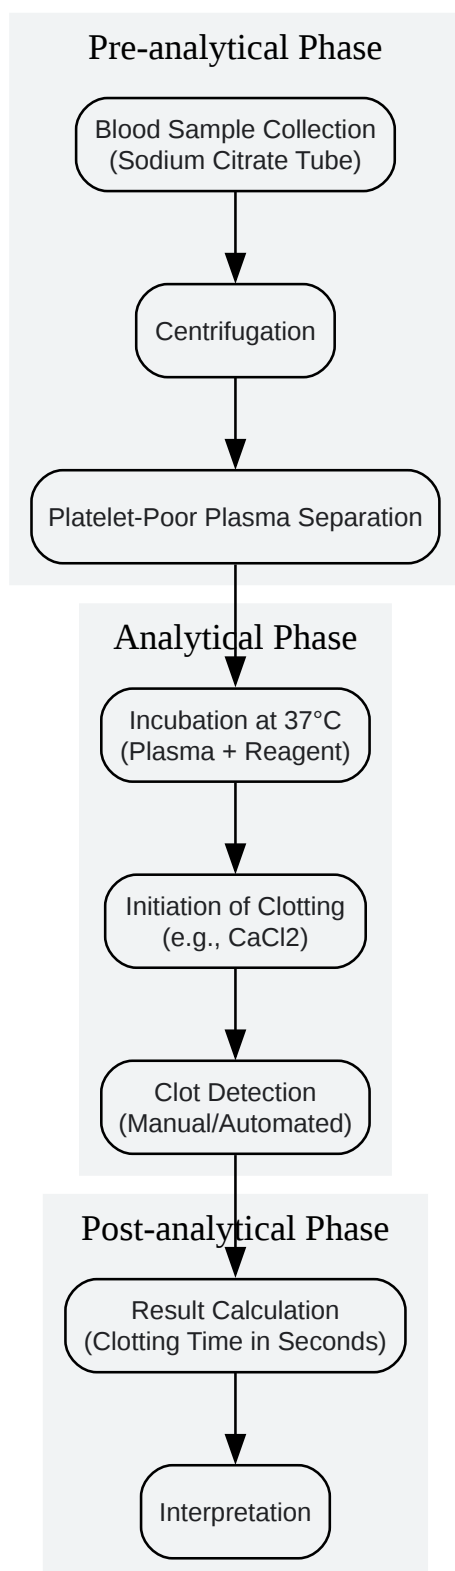 Pre-analytical Phase
Blood Sample Collection
(Sodium Citrate Tube)
Centrifugation
Platelet-Poor Plasma Separation
Analytical Phase
Incubation at 37°C
(Plasma + Reagent)
Initiation of Clotting
(e.g., CaCl2)
Clot Detection
(Manual/Automated)
Post-analytical Phase
Result Calculation
(Clotting Time in Seconds)
Interpretation